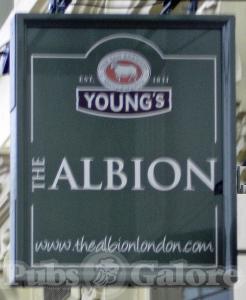 EST. 1831
YOUNG'S
THE ALBION
www.thealbionlondon.com
Pubs Galore